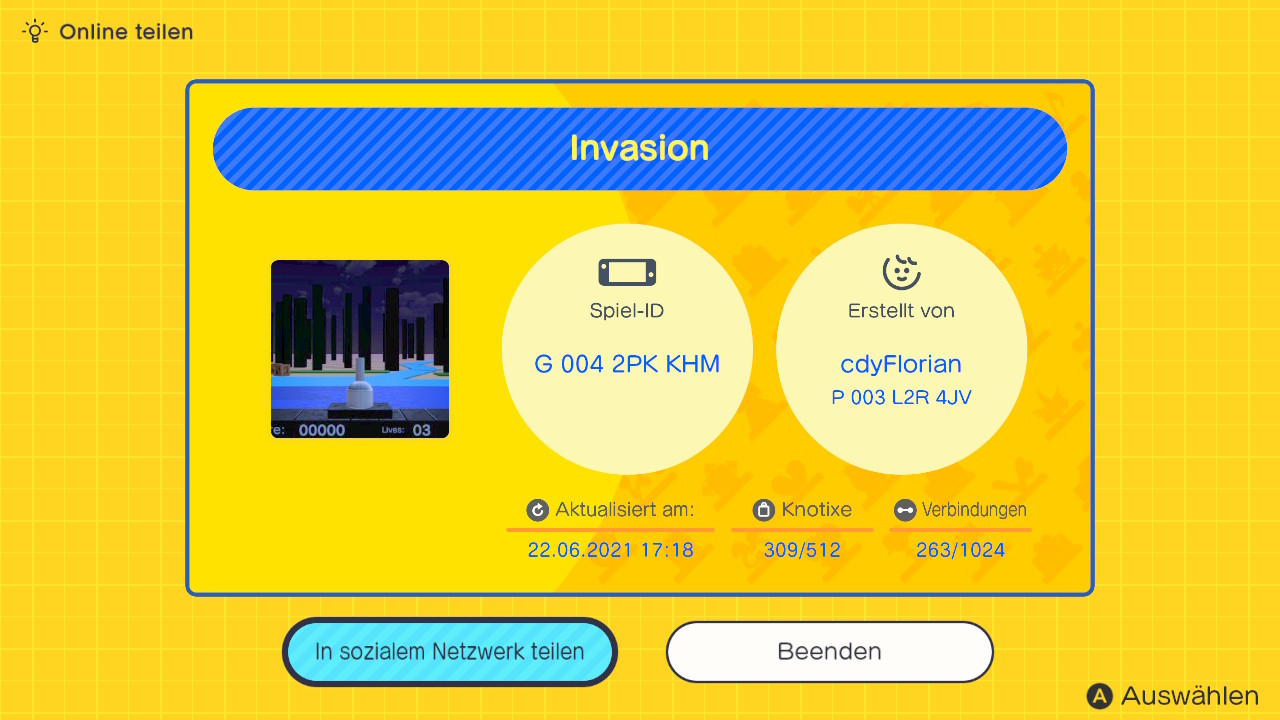 Online teilen
Invasion
Spiel-ID
G 004 2PK KHM
Erstellt von
cdyFlorian
P 003 L2R 4JV
re: 00000 Lives: 03
Aktualisiert am:
22.06.2021 17:18
Knotixe
309/512
Verbindungen
263/1024
In sozialem Netzwerk teilen
Beenden
A Auswählen